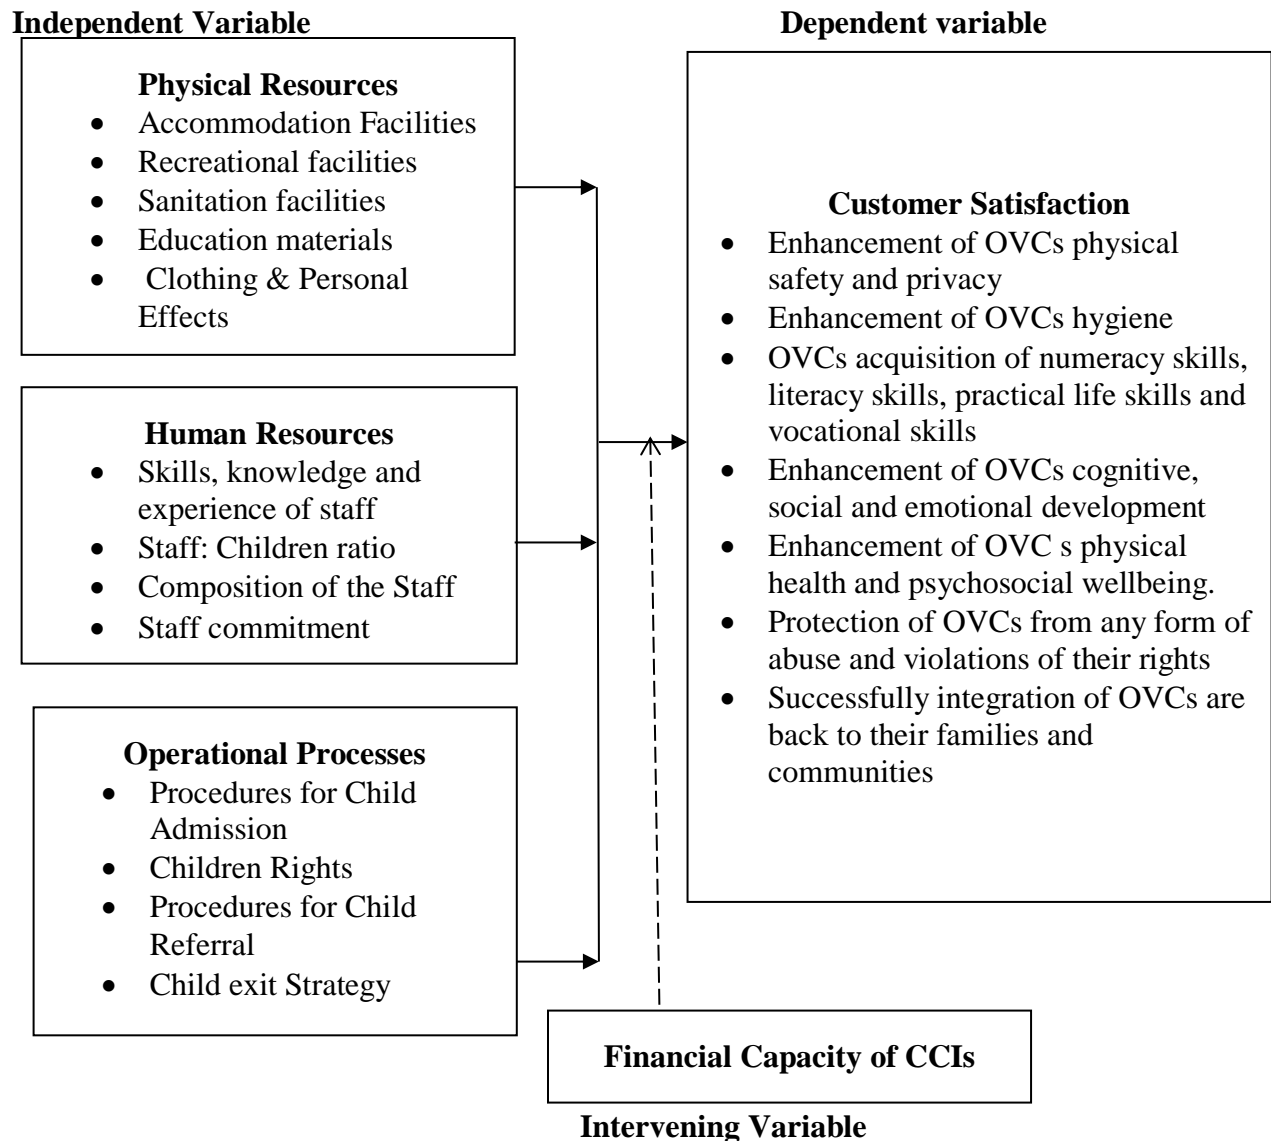 Independent Variable
Dependent variable
Physical Resources
• Accommodation Facilities
• Recreational facilities
• Sanitation facilities
• Education materials
• Clothing & Personal
Effects
Human Resources
• Skills, knowledge and
experience of staff
• Staff: Children ratio
• Composition of the Staff
• Staff commitment
Operational Processes
• Procedures for Child
Admission
• Children Rights
• Procedures for Child
Referral
• Child exit Strategy
Customer Satisfaction
• Enhancement of OVCs physical
safety and privacy
• Enhancement of OVCs hygiene
• OVCs acquisition of numeracy skills,
literacy skills, practical life skills and
vocational skills
• Enhancement of OVCs cognitive,
social and emotional development
• Enhancement of OVC s physical
health and psychosocial wellbeing.
• Protection of OVCs from any form of
abuse and violations of their rights
• Successfully integration of OVCs are
back to their families and
communities
Financial Capacity of CCIs
Intervening Variable